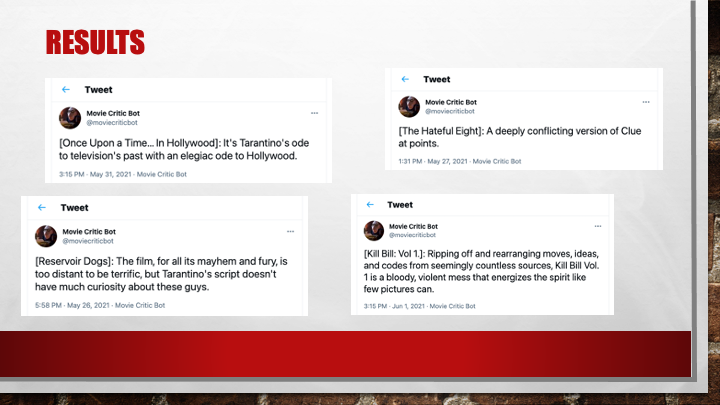 RESULTS
← Tweet
Movie Critic Bot
@moviecriticbot
[Once Upon a Time... In Hollywood]: It's Tarantino's ode
to television's past with an elegiac ode to Hollywood.
3:15 PM · May 31, 2021 · Movie Critic Bot
← Tweet
Movie Critic Bot
@moviecriticbot
[The Hateful Eight]: A deeply conflicting version of Clue
at points.
1:31 PM · May 27, 2021 · Movie Critic Bot
← Tweet
Movie Critic Bot
@moviecriticbot
[Reservoir Dogs]: The film, for all its mayhem and fury, is
too distant to be terrific, but Tarantino's script doesn't
have much curiosity about these guys.
5:58 PM · May 26, 2021 · Movie Critic Bot
← Tweet
Movie Critic Bot
@moviecriticbot
[Kill Bill: Vol 1.]: Ripping off and rearranging moves, ideas,
and codes from seemingly countless sources, Kill Bill Vol.
1 is a bloody, violent mess that energizes the spirit like
few pictures can.
3:15 PM · Jun 1, 2021 · Movie Critic Bot